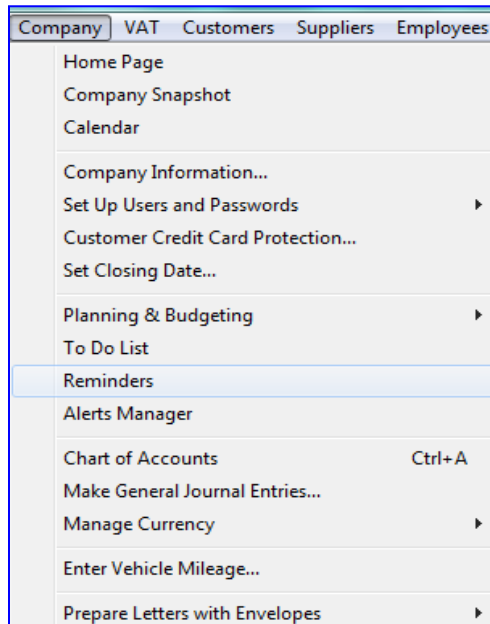 Company VAT Customers Suppliers Employees
Home Page
Company Snapshot
Calendar
Company Information...
Set Up Users and Passwords
Customer Credit Card Protection...
Set Closing Date...
Planning & Budgeting
To Do List
Reminders
Alerts Manager
Chart of Accounts Ctrl+A
Make General Journal Entries...
Manage Currency
Enter Vehicle Mileage...
Prepare Letters with Envelopes